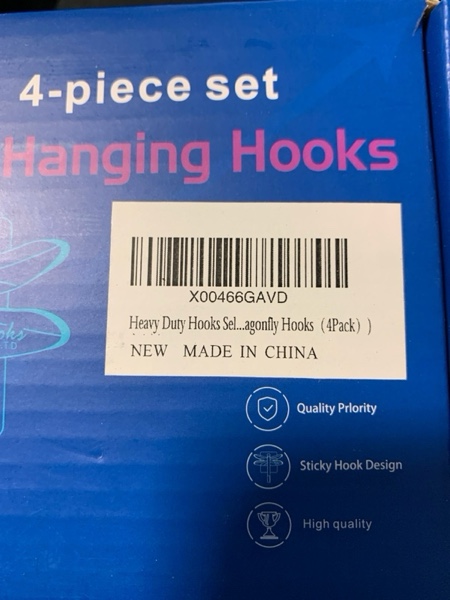 4-piece set
Hanging Hooks
X00466GAVD
Heavy Duty Hooks Sel...agonfly Hooks（4Pack））
NEW MADE IN CHINA
Quality PrIority
Sticky Hook Design
High quality